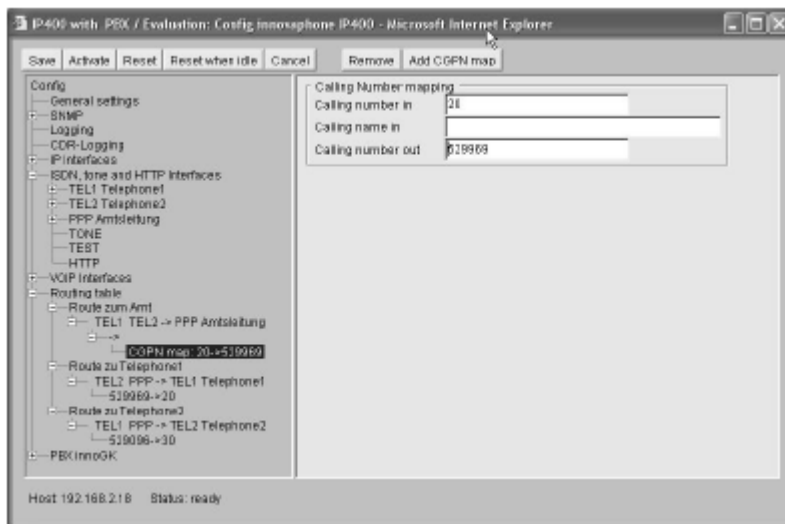 IP400 with PBX / Evaluation: Config innovaphone IP400 - Microsoft Internet Explorer
Save Activate Reset Reset when idle Cancel Remove Add CGPN map
Config
General settings
SNMP
Logging
CDR-Logging
IP Interfaces
ISDN, tone and HTTP Interfaces
TEL1 Telephone1
TEL2 Telephone2
PPP Amtsleitung
TONE
TEST
HTTP
VOIP Interfaces
Routing table
Route zum Amt
TEL1 TEL2 -> PPP Amtsleitung
->
CGPN map: 20->529969
Route zu Telephone1
TEL2 PPP -> TEL1 Telephone1
529969->20
Route zu Telephone2
TEL1 PPP -> TEL2 Telephone2
529096->30
PBX innoGK
Calling Number mapping
Calling number in 20
Calling name in
Calling number out 529969
Host: 192.168.2.18 Status: ready